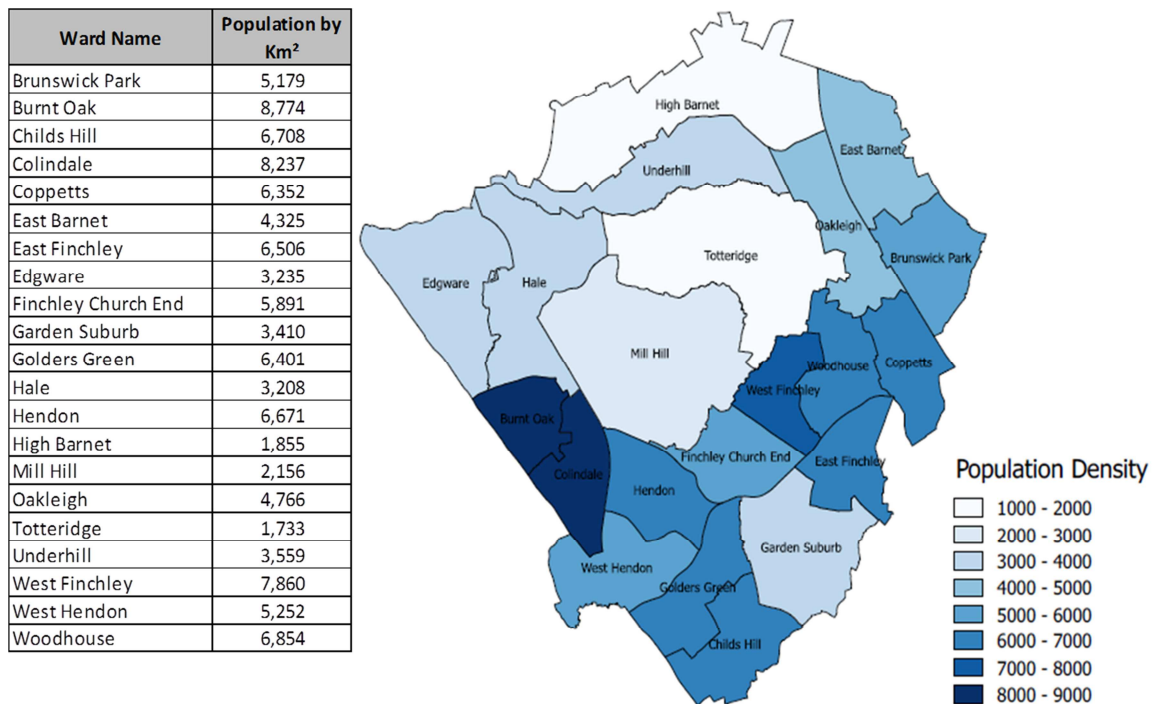 Ward Name Population by
Km²
Brunswick Park 5,179
Burnt Oak 8,774
Childs Hill 6,708
Colindale 8,237
Coppetts 6,352
East Barnet 4,325
East Finchley 6,506
Edgware 3,235
Finchley Church End 5,891
Garden Suburb 3,410
Golders Green 6,401
Hale 3,208
Hendon 6,671
High Barnet 1,855
Mill Hill 2,156
Oakleigh 4,766
Totteridge 1,733
Underhill 3,559
West Finchley 7,860
West Hendon 5,252
Woodhouse 6,854
High Barnet
East Barnet
Underhill
Oakleigh
Totteridge
Brunswick Park
Edgware
Hale
Mill Hill
Woodhouse
Coppetts
West Finchley
Burnt Oak
Finchley Church End
East Finchley
Colindale
Hendon
Garden Suburb
West Hendon
Golders Green
Childs Hill
Population Density
1000 - 2000
2000 - 3000
3000 - 4000
4000 - 5000
5000 - 6000
6000 - 7000
7000 - 8000
8000 - 9000